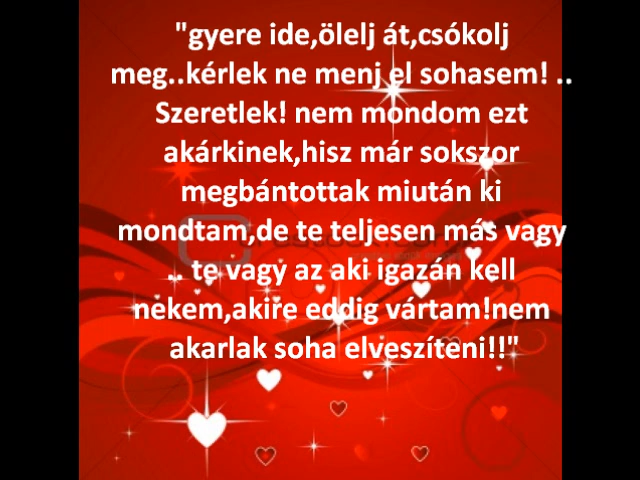 "gyere ide,ölelj át,csókolj
meg..kérlek ne menj el sohasem! ..
Szeretlek! nem mondom ezt
akárkinek,hisz már sokszor
megbántottak miután ki
mondtam,de te teljesen más vagy
.. te vagy az aki igazán kell
nekem,akire eddig vártam!nem
akarlak soha elveszíteni!!"